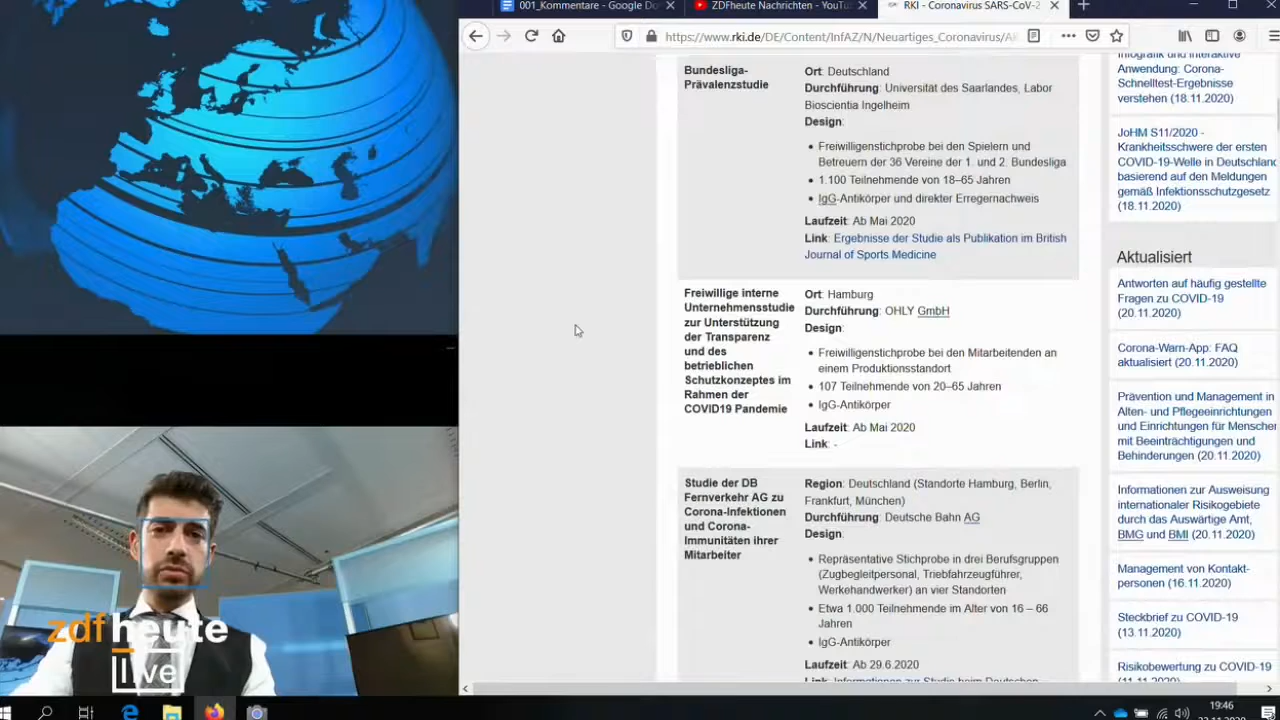 001_Kommentare - Google Do
ZDFheute Nachrichten - YouTu
RKI - Coronavirus SARS-CoV-2
https://www.rki.de/DE/Content/InfAZ/N/Neuartiges_Coronavirus/
Bundesliga-
Prävalenzstudie
Ort: Deutschland
Durchführung: Universität des Saarlandes, Labor
Bioscientia Ingelheim
Design:
• Freiwilligenstichprobe bei den Spielern und
Betreuern der 36 Vereine der 1. und 2. Bundesliga
• 1.100 Teilnehmende von 18–65 Jahren
• IgG-Antikörper und direkter Erregernachweis
Laufzeit: Ab Mai 2020
Link: Ergebnisse der Studie als Publikation im British
Journal of Sports Medicine
Freiwillige interne
Unternehmensstudie
zur Unterstützung
der Transparenz
und des
betrieblichen
Schutzkonzeptes im
Rahmen der
COVID19 Pandemie
Ort: Hamburg
Durchführung: OHLY GmbH
Design:
• Freiwilligenstichprobe bei den Mitarbeitenden an
einem Produktionsstandort
• 107 Teilnehmende von 20–65 Jahren
• IgG-Antikörper
Laufzeit: Ab Mai 2020
Link: -
Studie der DB
Fernverkehr AG zu
Corona-Infektionen
und Corona-
Immunitäten ihrer
Mitarbeiter
Region: Deutschland (Standorte Hamburg, Berlin,
Frankfurt, München)
Durchführung: Deutsche Bahn AG
Design:
• Repräsentative Stichprobe in drei Berufsgruppen
(Zugbegleitpersonal, Triebfahrzeugführer,
Werkehandwerker) an vier Standorten
• Etwa 1.000 Teilnehmende im Alter von 16 – 66
Jahren
• IgG-Antikörper
Laufzeit: Ab 29.6.2020
Link: Informationen zur Studie beim Deutschen
Infografik und interaktive
Anwendung: Corona-
Schnelltest-Ergebnisse
verstehen (18.11.2020)
JoHM S11/2020 -
Krankheitsschwere der ersten
COVID-19-Welle in Deutschland
basierend auf den Meldungen
gemäß Infektionsschutzgesetz
(18.11.2020)
Aktualisiert
Antworten auf häufig gestellte
Fragen zu COVID-19
(20.11.2020)
Corona-Warn-App: FAQ
aktualisiert (20.11.2020)
Prävention und Management in
Alten- und Pflegeeinrichtungen
und Einrichtungen für Menschen
mit Beeinträchtigungen und
Behinderungen (20.11.2020)
Informationen zur Ausweisung
internationaler Risikogebiete
durch das Auswärtige Amt,
BMG und BMI (20.11.2020)
Management von Kontakt-
personen (16.11.2020)
Steckbrief zu COVID-19
(13.11.2020)
Risikobewertung zu COVID-19
(11.11.2020)
zdfheute
live
19:46